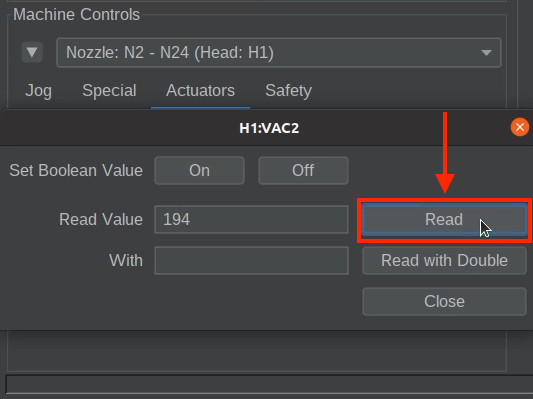 Machine Controls
Nozzle: N2 - N24 (Head: H1)
Jog Special Actuators Safety
H1:VAC2
Set Boolean Value On Off
Read Value 194 Read
With Read with Double
Close